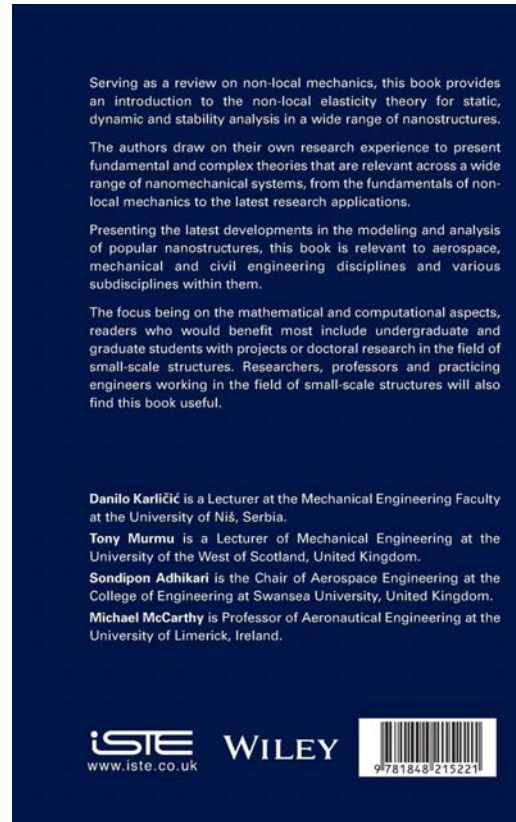 Serving as a review on non-local mechanics, this book provides
an introduction to the non-local elasticity theory for static,
dynamic and stability analysis in a wide range of nanostructures.
The authors draw on their own research experience to present
fundamental and complex theories that are relevant across a wide
range of nanomechanical systems, from the fundamentals of non-
local mechanics to the latest research applications.
Presenting the latest developments in the modeling and analysis
of popular nanostructures, this book is relevant to aerospace,
mechanical and civil engineering disciplines and various
subdisciplines within them.
The focus being on the mathematical and computational aspects,
readers who would benefit most include undergraduate and
graduate students with projects or doctoral research in the field of
small-scale structures. Researchers, professors and practicing
engineers working in the field of small-scale structures will also
find this book useful.
Danilo Karličić is a Lecturer at the Mechanical Engineering Faculty
at the University of Niš, Serbia.
Tony Murmu is a Lecturer of Mechanical Engineering at the
University of the West of Scotland, United Kingdom.
Sondipon Adhikari is the Chair of Aerospace Engineering at the
College of Engineering at Swansea University, United Kingdom.
Michael McCarthy is Professor of Aeronautical Engineering at the
University of Limerick, Ireland.
iSTE
www.iste.co.uk
WILEY
9 781848 215221